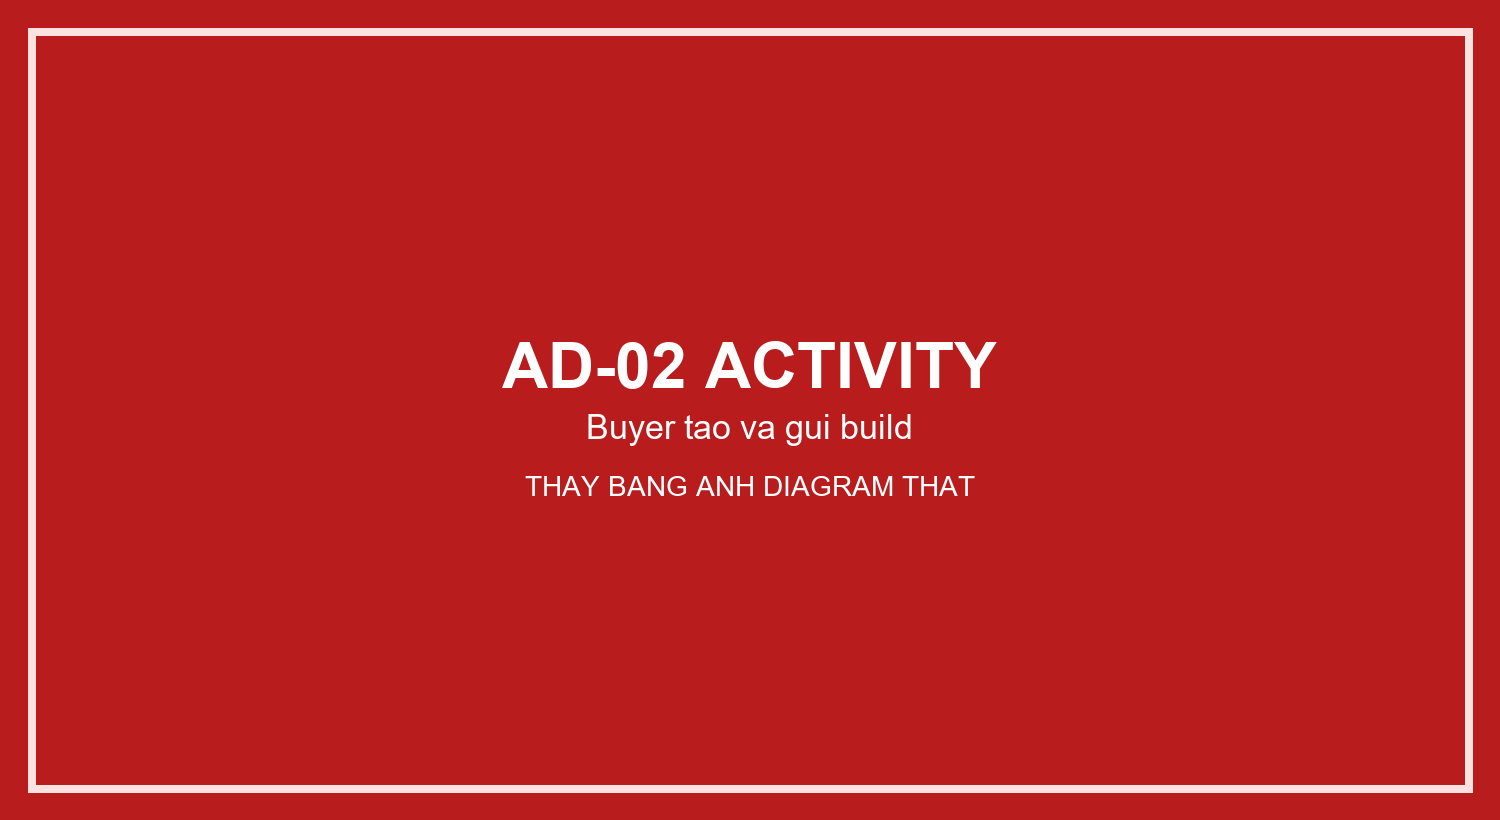 AD-02 ACTIVITY
Buyer tao va gui build
THAY BANG ANH DIAGRAM THAT